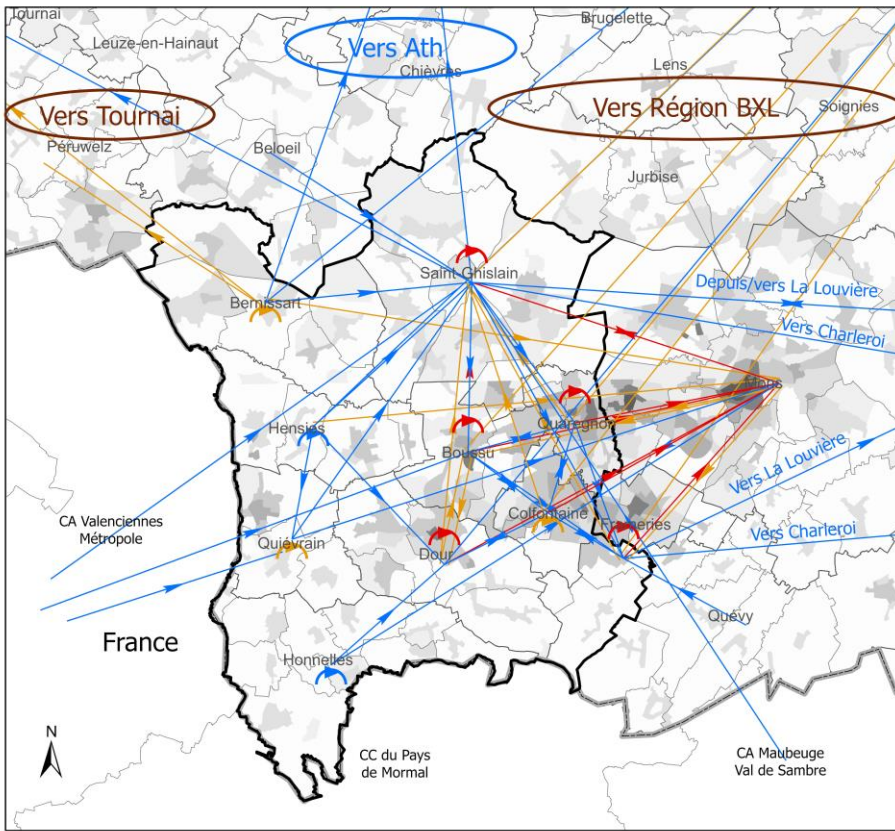 Tournai
Brugelette
Leuze-en-Hainaut
Vers Ath
Chièvres
Lens
Vers Tournai
Vers Région BXL
Soignies
Péruwelz
Beloeil
Jurbise
Saint-Ghislain
Depuis/vers La Louvière
Bernissart
Vers Charleroi
Mons
Hensies
Quaregnon
Boussu
Vers La Louvière
CA Valenciennes
Métropole
Colfontaine
Frameries
Quiévrain
Dour
Vers Charleroi
Quévy
France
Honnelles
N
CC du Pays
de Mormal
CA Maubeuge
Val de Sambre